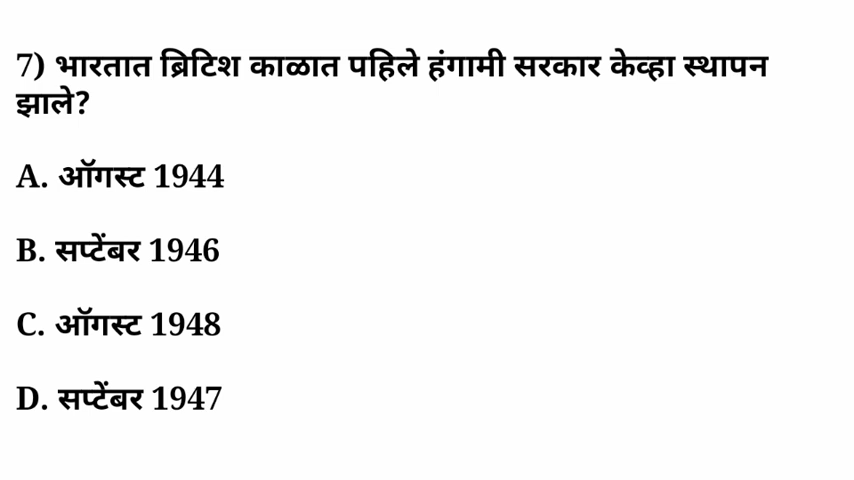 7) भारतात ब्रिटिश काळात पहिले हंगामी सरकार केव्हा स्थापन
झाले?
A. ऑगस्ट 1944
B. सप्टेंबर 1946
C. ऑगस्ट 1948
D. सप्टेंबर 1947